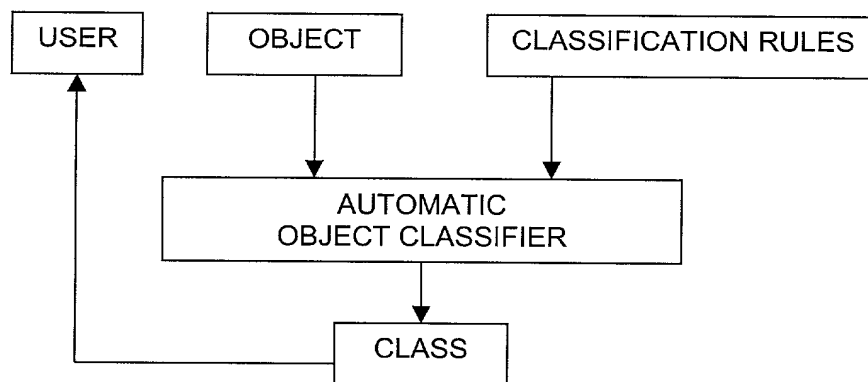 USER
OBJECT
CLASSIFICATION RULES
AUTOMATIC
OBJECT CLASSIFIER
CLASS